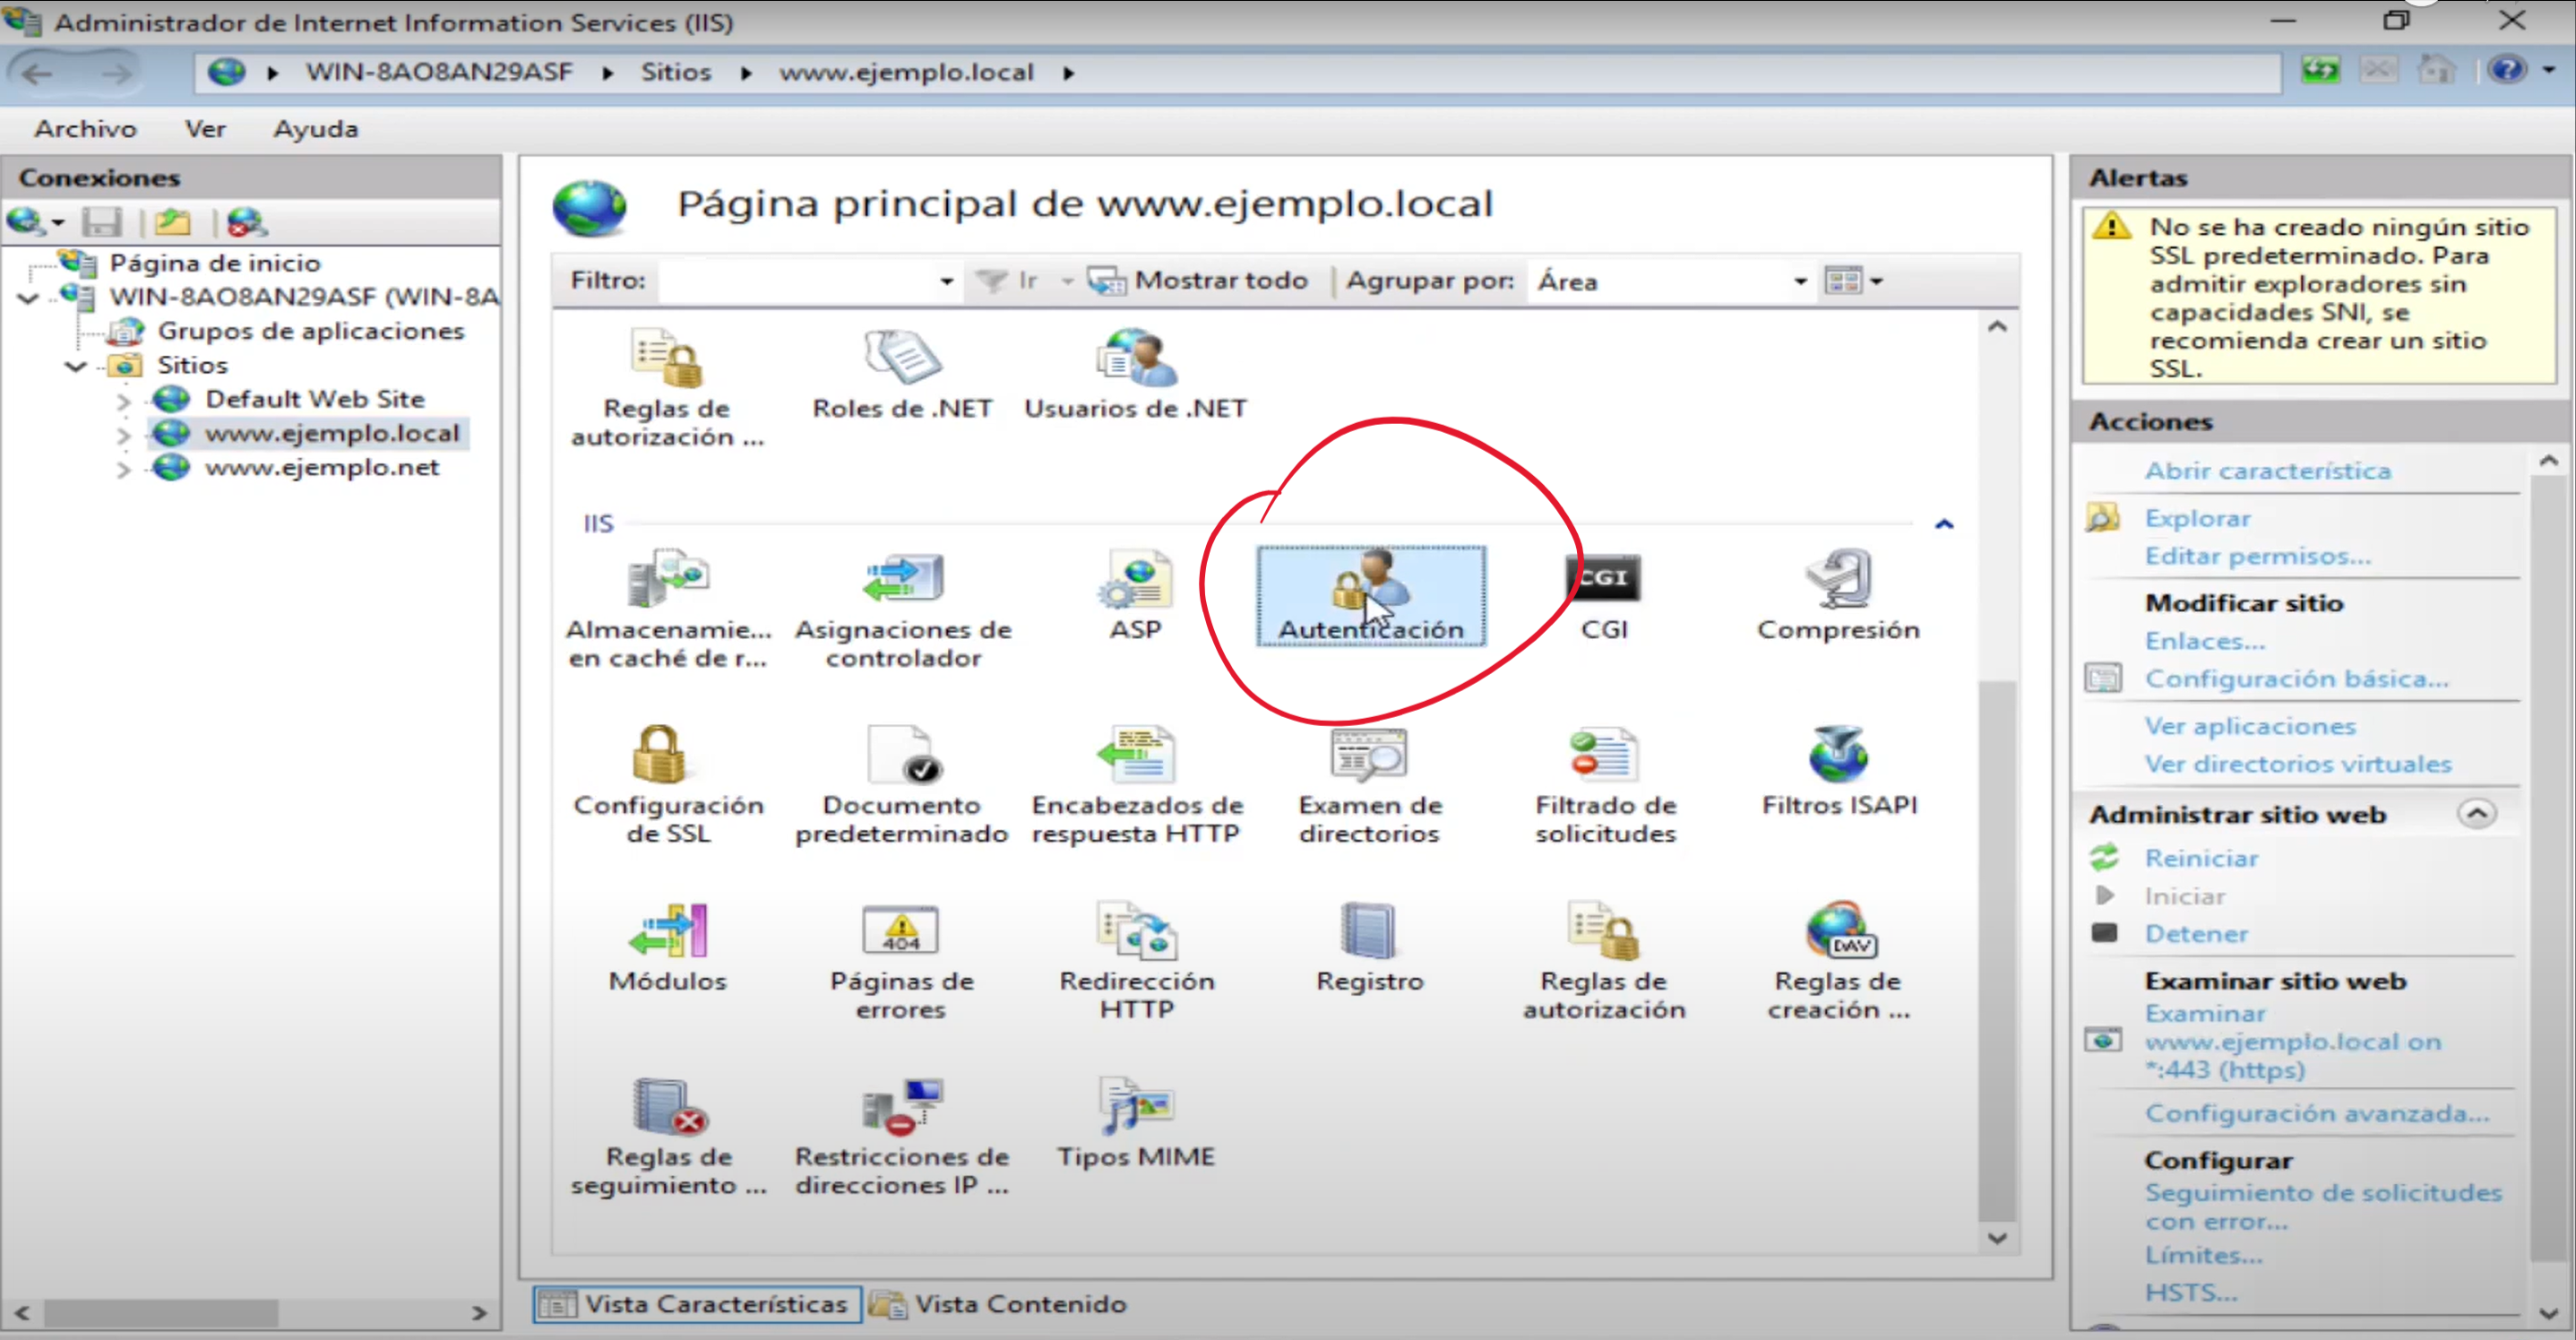 Administrador de Internet Information Services (IIS)
WIN-8AO8AN29ASF
Sitios
www.ejemplo.local
Archivo
Ver
Ayuda
Conexiones
Página de inicio
WIN-8AO8AN29ASF (WIN-8A
Grupos de aplicaciones
Sitios
Default Web Site
www.ejemplo.local
www.ejemplo.net
Página principal de www.ejemplo.local
Filtro:
Ir
Mostrar todo
Agrupar por:
Área
Reglas de
autorización ...
Roles de .NET
Usuarios de .NET
IIS
Almacenamie...
en caché de r...
Asignaciones de
controlador
ASP
Autenticación
CGI
CGI
Compresión
Configuración
de SSL
Documento
predeterminado
Encabezados de
respuesta HTTP
Examen de
directorios
Filtrado de
solicitudes
Filtros ISAPI
Módulos
404
Páginas de
errores
Redirección
HTTP
Registro
Reglas de
autorización
DAV
Reglas de
creación ...
Reglas de
seguimiento ...
Restricciones de
direcciones IP ...
Tipos MIME
Vista Características
Vista Contenido
Alertas
No se ha creado ningún sitio
SSL predeterminado. Para
admitir exploradores sin
capacidades SNI, se
recomienda crear un sitio
SSL.
Acciones
Abrir característica
Explorar
Editar permisos...
Modificar sitio
Enlaces...
Configuración básica...
Ver aplicaciones
Ver directorios virtuales
Administrar sitio web
Reiniciar
Iniciar
Detener
Examinar sitio web
Examinar
www.ejemplo.local on
*:443 (https)
Configuración avanzada...
Configurar
Seguimiento de solicitudes
con error...
Límites...
HSTS...